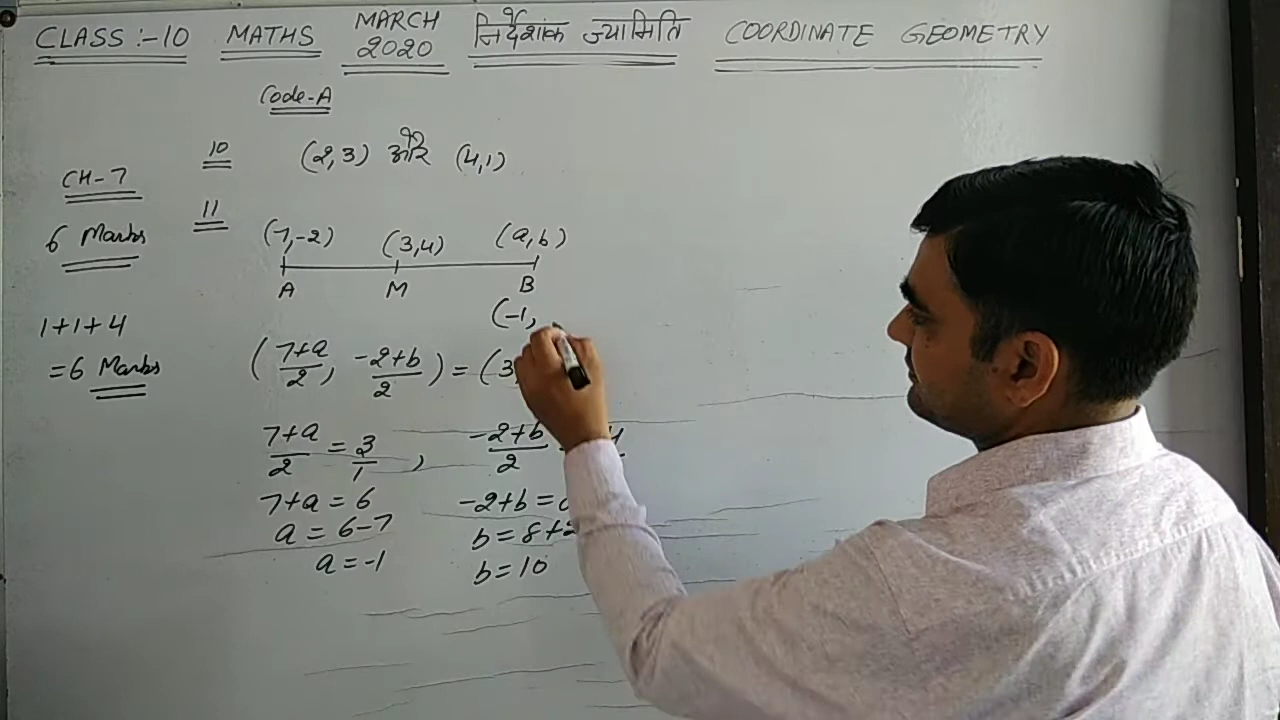 CLASS :- 10 MATHS MARCH 2020 निर्देशांक ज्यामिति COORDINATE GEOMETRY
Code-A
CH-7
10 (2,3) और (4,1)
6 Marks
11
(7,-2) (3,4) (a,b)
A M B
(-1,
1+1+4
= 6 Marks
(7+a/2, -2+b/2) = (3,
7+a/2 = 3/1, -2+b/2 4
7+a = 6 -2+b =
a = 6-7 b = 8+2
a = -1 b = 10